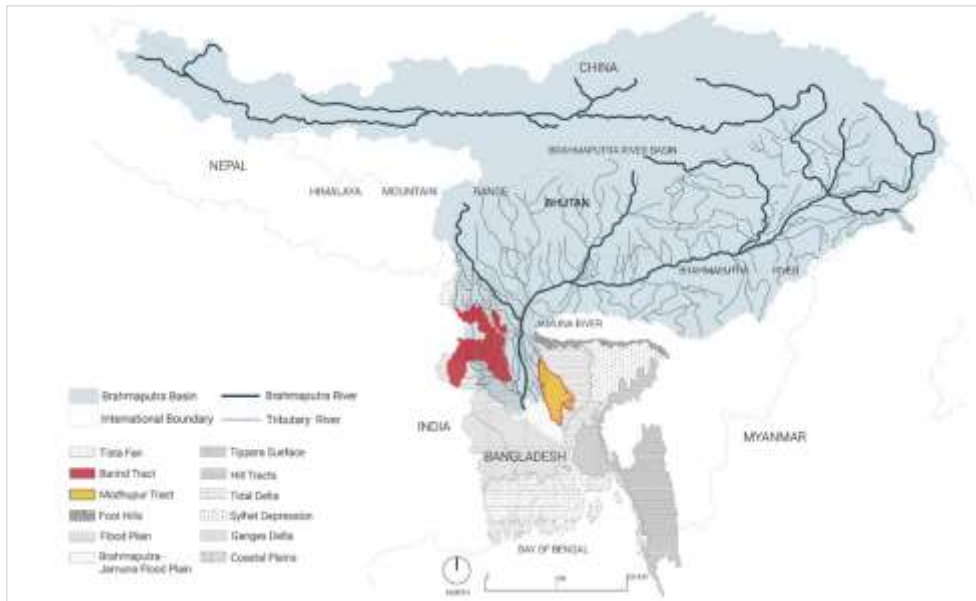 CHINA
BRAHMAPUTRA RIVER BASIN
NEPAL
HIMALAYA MOUNTAIN RANGE
BHUTAN
BRAHMAPUTRA RIVER
JAMUNA RIVER
INDIA
BANGLADESH
MYANMAR
BAY OF BENGAL
Brahmaputra Basin
Brahmaputra River
International Boundary
Tributary River
Tista Fan
Tippera Surface
Barind Tract
Hill Tracts
Modhupur Tract
Tidal Delta
Foot Hills
Sylhet Depression
Flood Plain
Ganges Delta
Brahmaputra-
Jamuna Flood Plain
Coastal Plains
NORTH